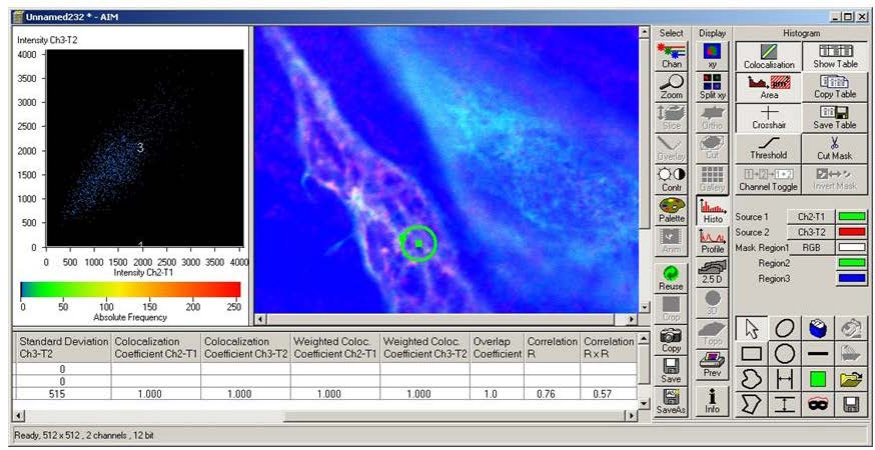 Unnamed232 * - AIM
Intensity Ch3-T2
4000
3500
3000
2500
2000
1500
1000
500
0
3
1
0 500 1000 1500 2000 2500 3000 3500 4000
Intensity Ch2-T1
0 50 100 150 200 250
Absolute Frequency
Select
Chan
Zoom
Slice
Overlay
Contr
Palette
Anim
Reuse
Crop
Copy
Save
SaveAs
Display
xy
Split xy
Ortho
Cut
Gallery
Histo
Profile
2.5 D
3D
Topo
Prev
Info
Histogram
Colocalisation Show Table
Area Copy Table
Crosshair Save Table
Threshold Cut Mask
Channel Toggle Invert Mask
Source 1 Ch2-T1
Source 2 Ch3-T2
Mask Region1 RGB
Region2
Region3
Standard Deviation Colocalization Colocalization Weighted Coloc. Weighted Coloc. Overlap Correlation Correlation
Ch3-T2 Coefficient Ch2-T1 Coefficient Ch3-T2 Coefficient Ch2-T1 Coefficient Ch3-T2 Coefficient R R x R
0
0
515 1.000 1.000 1.000 1.000 1.0 0.76 0.57
Ready, 512 x 512 , 2 channels , 12 bit